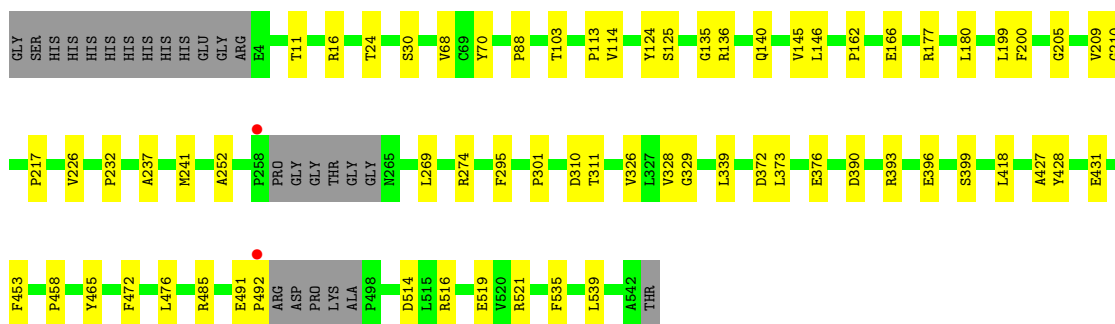 GLY SER HIS HIS HIS HIS HIS HIS HIS HIS GLU GLY ARG E4 T11 R16 T24 S30 V68 C69 Y70 P88 T103 P113 V114 Y124 S125 G135 R136 Q140 V145 L146 P162 E166 R177 L180 L199 F200 G205 V209 G210
P217 V226 P232 A237 M241 A252 P258 PRO GLY GLY THR GLY GLY N265 L269 R274 F295 P301 D310 T311 V326 L327 V328 G329 L339 D372 L373 E376 D390 R393 E396 S399 L418 A427 Y428 E431
F453 P458 Y465 F472 L476 R485 E491 P492 ARG ASP PRO LYS ALA P498 D514 L515 R516 E519 V520 R521 F535 L539 A542 THR